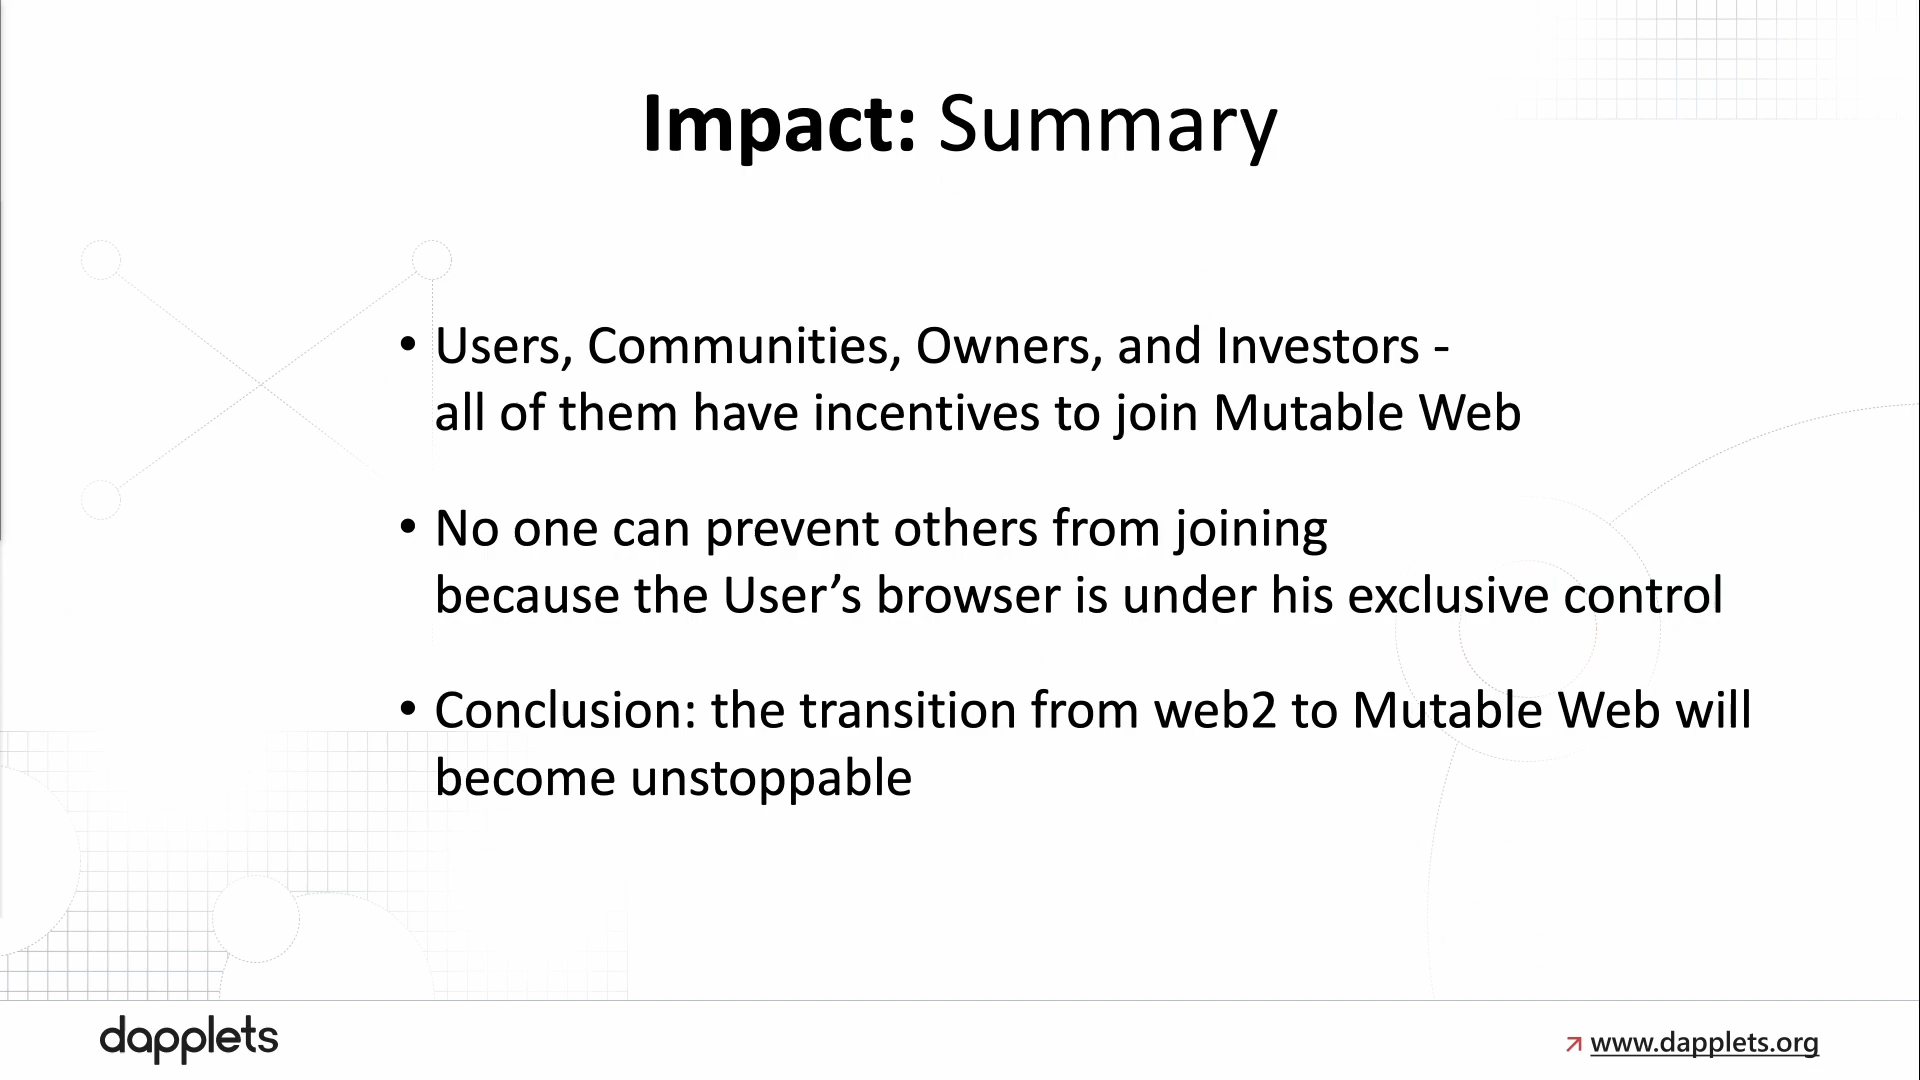 Impact: Summary
• Users, Communities, Owners, and Investors -
all of them have incentives to join Mutable Web
• No one can prevent others from joining
because the User’s browser is under his exclusive control
• Conclusion: the transition from web2 to Mutable Web will
become unstoppable
dapplets
www.dapplets.org